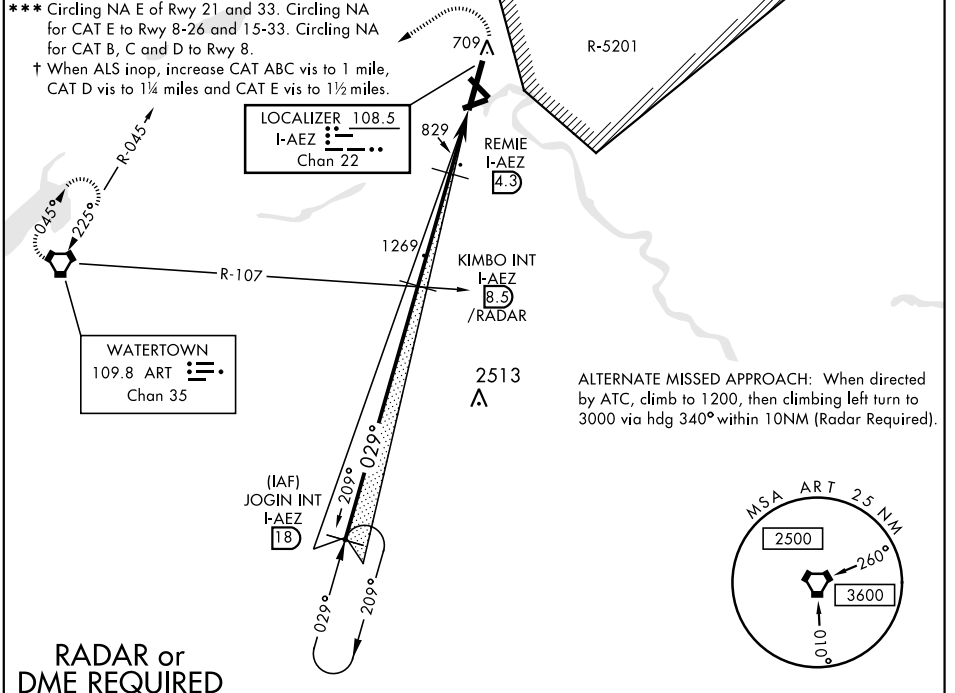 *** Circling NA E of Rwy 21 and 33. Circling NA
for CAT E to Rwy 8-26 and 15-33. Circling NA
for CAT B, C and D to Rwy 8.
† When ALS inop, increase CAT ABC vis to 1 mile,
CAT D vis to 1¼ miles and CAT E vis to 1½ miles.
709
R-5201
LOCALIZER 108.5
I-AEZ
Chan 22
829
REMIE
I-AEZ
4.3
R-045
045°
225°
1269
R-107
KIMBO INT
I-AEZ
8.5
/RADAR
WATERTOWN
109.8 ART
Chan 35
2513
ALTERNATE MISSED APPROACH: When directed
by ATC, climb to 1200, then climbing left turn to
3000 via hdg 340° within 10NM (Radar Required).
029°
209°
(IAF)
JOGIN INT
I-AEZ
18
029°
209°
MSA ART 25 NM
2500
260°
3600
010°
RADAR or
DME REQUIRED